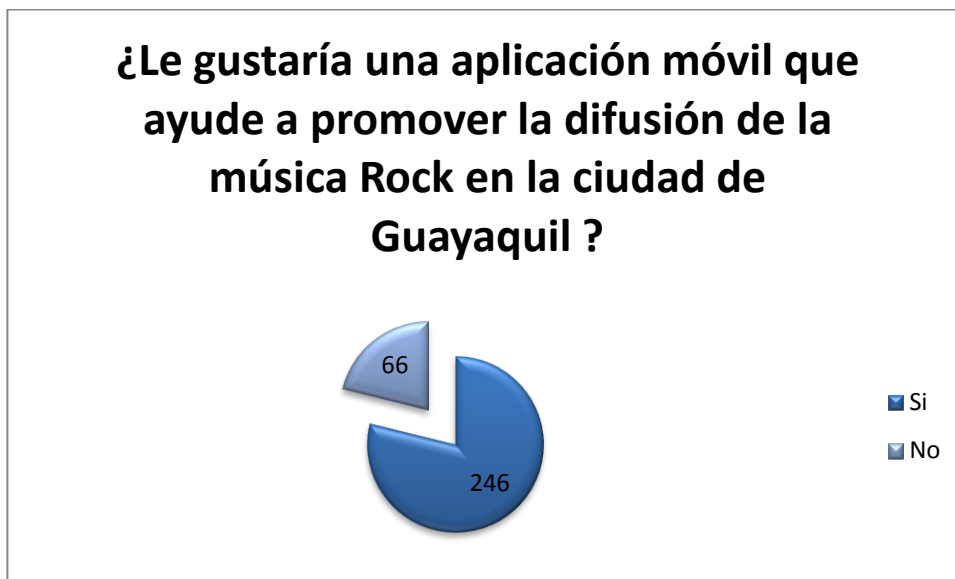 ¿Le gustaría una aplicación móvil que
ayude a promover la difusión de la
música Rock en la ciudad de
Guayaquil ?
66
246
Si
No